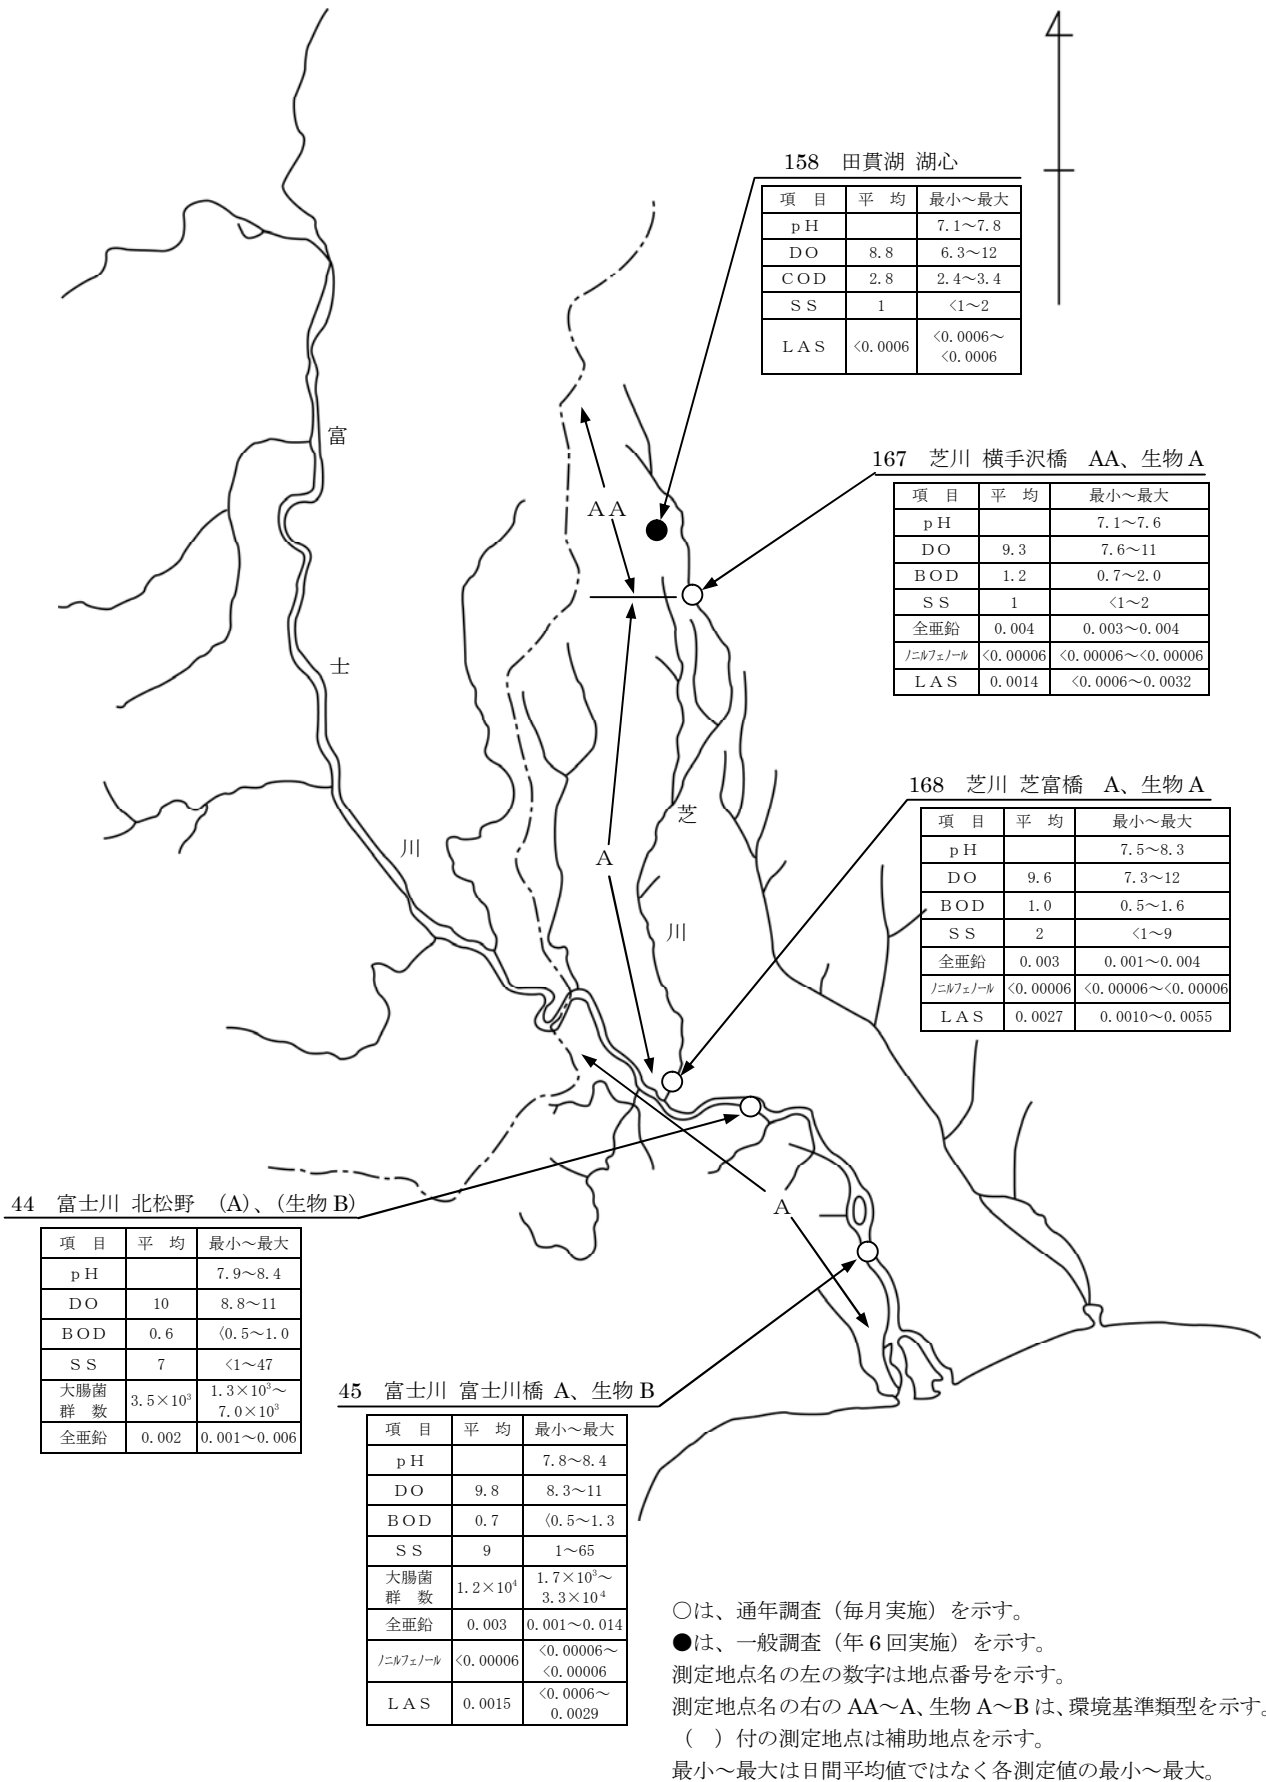 158　田貫湖 湖心
項　目　平　均　最小～最大
ｐＨ　7.1～7.8
ＤＯ　8.8　6.3～12
ＣＯＤ　2.8　2.4～3.4
ＳＳ　1　<1～2
ＬＡＳ　<0.0006　<0.0006～
<0.0006
富
士
川
ＡＡ
Ａ
芝
川
Ａ
167　芝川 横手沢橋　AA、生物 A
項　目　平　均　最小～最大
ｐＨ　7.1～7.6
ＤＯ　9.3　7.6～11
ＢＯＤ　1.2　0.7～2.0
ＳＳ　1　<1～2
全亜鉛　0.004　0.003～0.004
ﾉﾆﾙﾌｪﾉｰﾙ　<0.00006　<0.00006～<0.00006
ＬＡＳ　0.0014　<0.0006～0.0032
168　芝川 芝富橋　A、生物 A
項　目　平　均　最小～最大
ｐＨ　7.5～8.3
ＤＯ　9.6　7.3～12
ＢＯＤ　1.0　0.5～1.6
ＳＳ　2　<1～9
全亜鉛　0.003　0.001～0.004
ﾉﾆﾙﾌｪﾉｰﾙ　<0.00006　<0.00006～<0.00006
ＬＡＳ　0.0027　0.0010～0.0055
44　富士川 北松野　(A)、(生物 B)
項　目　平　均　最小～最大
ｐＨ　7.9～8.4
ＤＯ　10　8.8～11
ＢＯＤ　0.6　〈0.5～1.0
ＳＳ　7　<1～47
大腸菌　3.5×10³　1.3×10³～
群　数　7.0×10³
全亜鉛　0.002　0.001～0.006
45　富士川 富士川橋 A、生物 B
項　目　平　均　最小～最大
ｐＨ　7.8～8.4
ＤＯ　9.8　8.3～11
ＢＯＤ　0.7　〈0.5～1.3
ＳＳ　9　1～65
大腸菌　1.2×10⁴　1.7×10³～
群　数　3.3×10⁴
全亜鉛　0.003　0.001～0.014
ﾉﾆﾙﾌｪﾉｰﾙ　<0.00006　<0.00006～
<0.00006
ＬＡＳ　0.0015　<0.0006～
0.0029
○は、通年調査（毎月実施）を示す。
●は、一般調査（年 6 回実施）を示す。
測定地点名の左の数字は地点番号を示す。
測定地点名の右の AA～A、生物 A～B は、環境基準類型を示す。
（　）付の測定地点は補助地点を示す。
最小～最大は日間平均値ではなく各測定値の最小～最大。